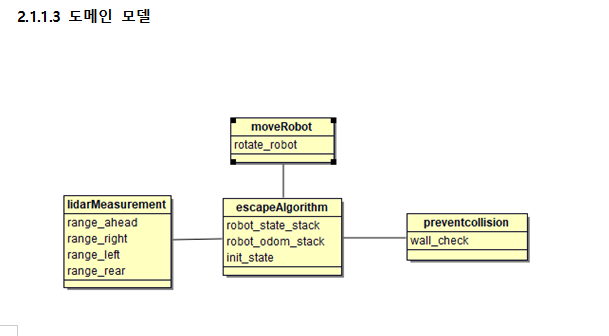 2.1.1.3 도메인 모델
moveRobot
rotate_robot
lidarMeasurement
range_ahead
range_right
range_left
range_rear
escapeAlgorithm
robot_state_stack
robot_odom_stack
init_state
preventcollision
wall_check